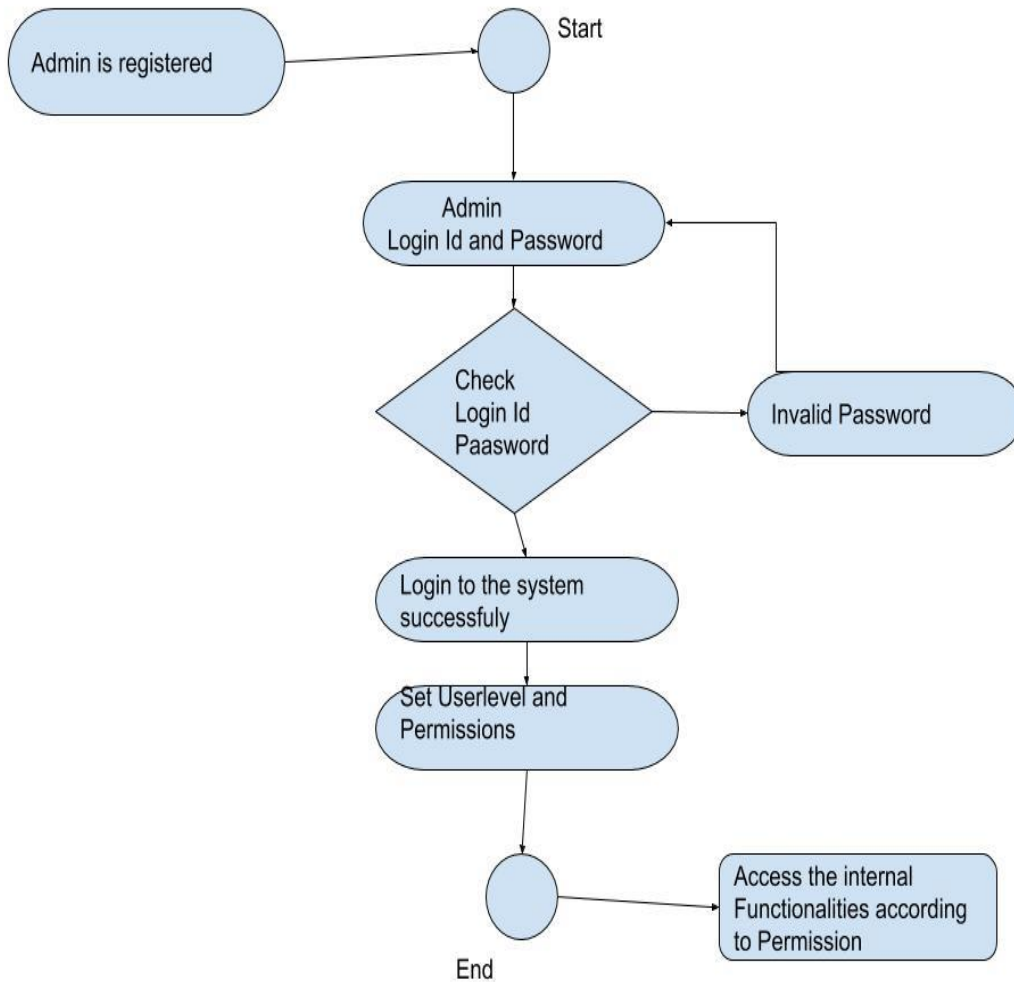 Admin is registered
Start
Admin
Login Id and Password
Check
Login Id
Paasword
Invalid Password
Login to the system
successfuly
Set Userlevel and
Permissions
End
Access the internal
Functionalities according
to Permission